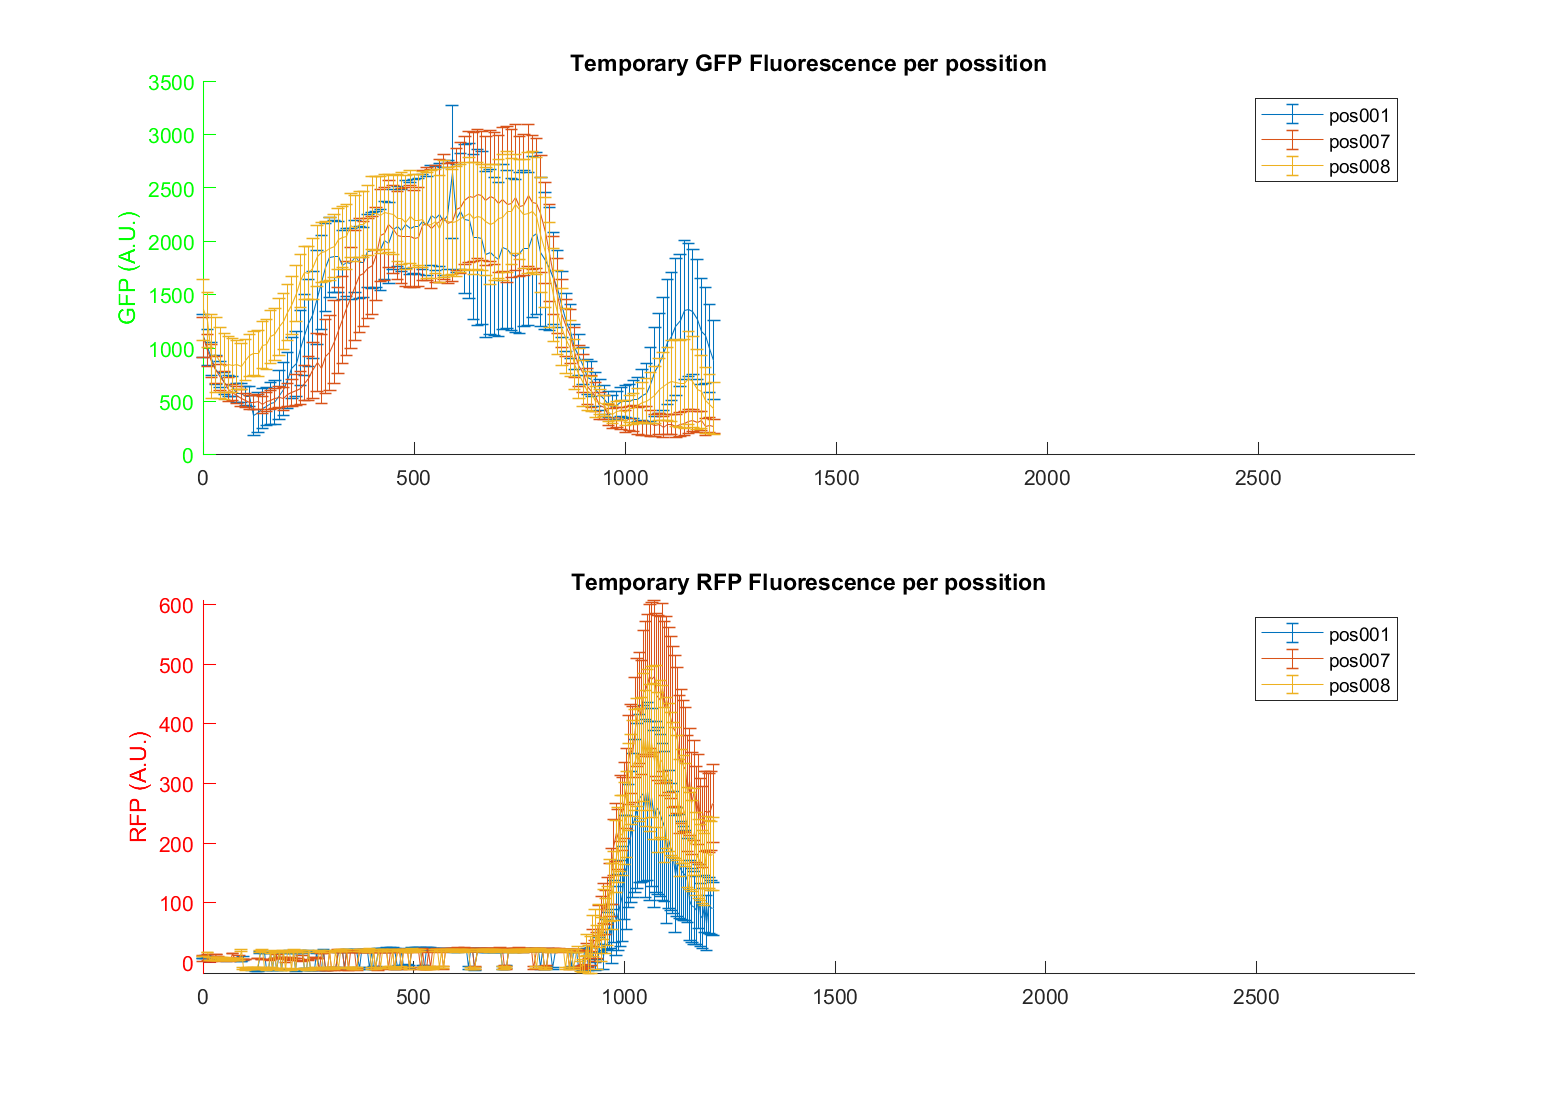 Temporary GFP Fluorescence per possition
3500
3000
2500
2000
1500
1000
500
0
GFP (A.U.)
pos001
pos007
pos008
0 500 1000 1500 2000 2500
Temporary RFP Fluorescence per possition
600
500
400
300
200
100
0
RFP (A.U.)
pos001
pos007
pos008
0 500 1000 1500 2000 2500